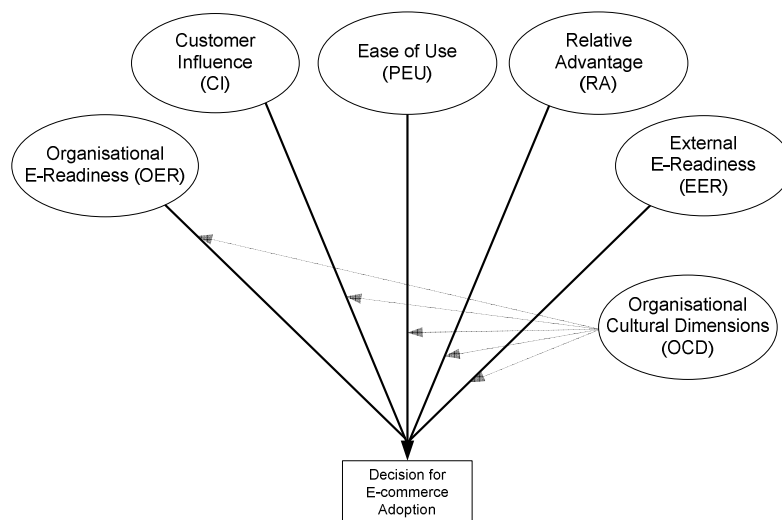 Customer
Influence
(CI)
Ease of Use
(PEU)
Relative
Advantage
(RA)
Organisational
E-Readiness (OER)
External
E-Readiness
(EER)
Organisational
Cultural Dimensions
(OCD)
Decision for
E-commerce
Adoption